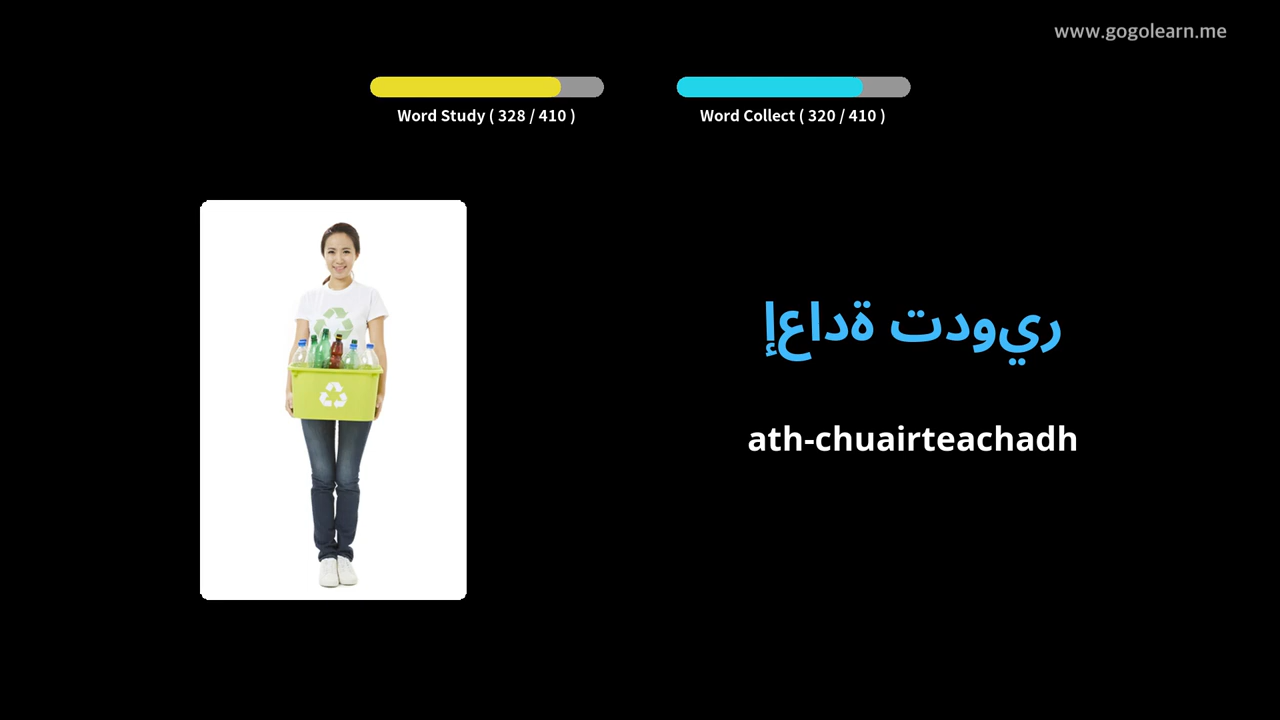 www.gogolearn.me
Word Study ( 328 / 410 )
Word Collect ( 320 / 410 )
إعادة تدوير
ath-chuairteachadh